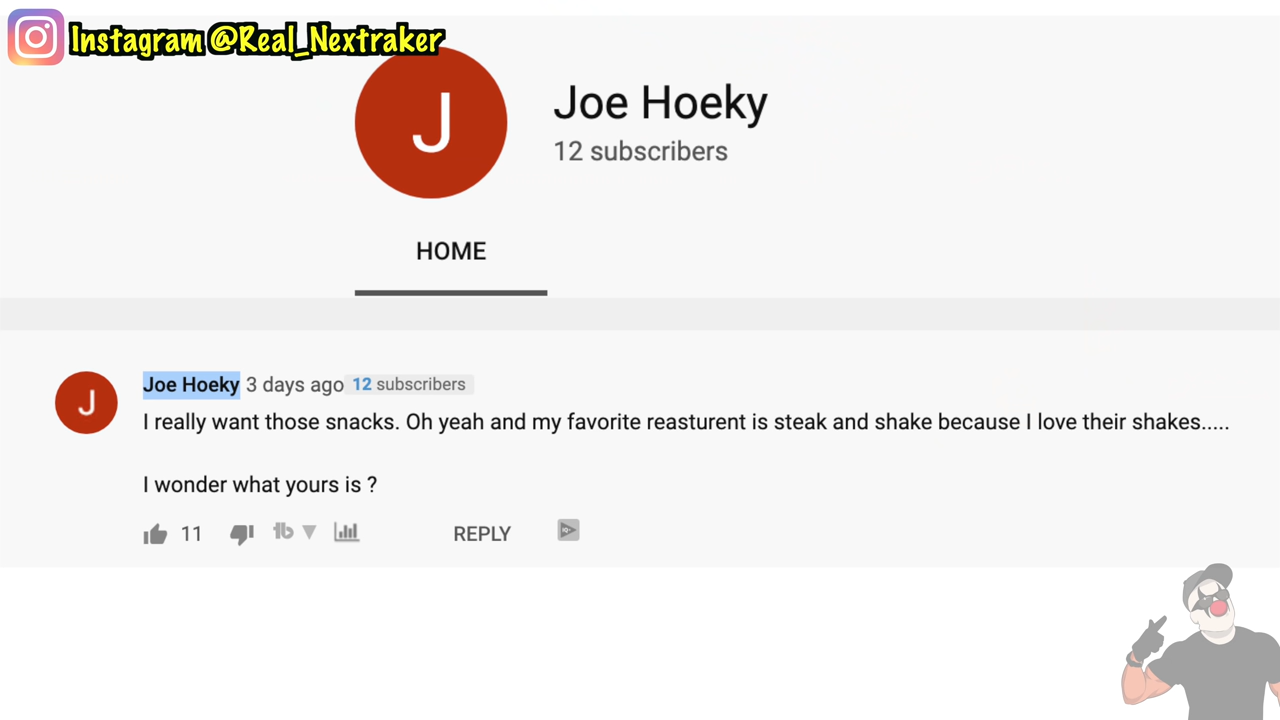 Instagram @Real_Nextraker
J
Joe Hoeky
12 subscribers
HOME
J
Joe Hoeky 3 days ago 12 subscribers
I really want those snacks. Oh yeah and my favorite reasturent is steak and shake because I love their shakes.....
I wonder what yours is ?
11 tb REPLY IQ